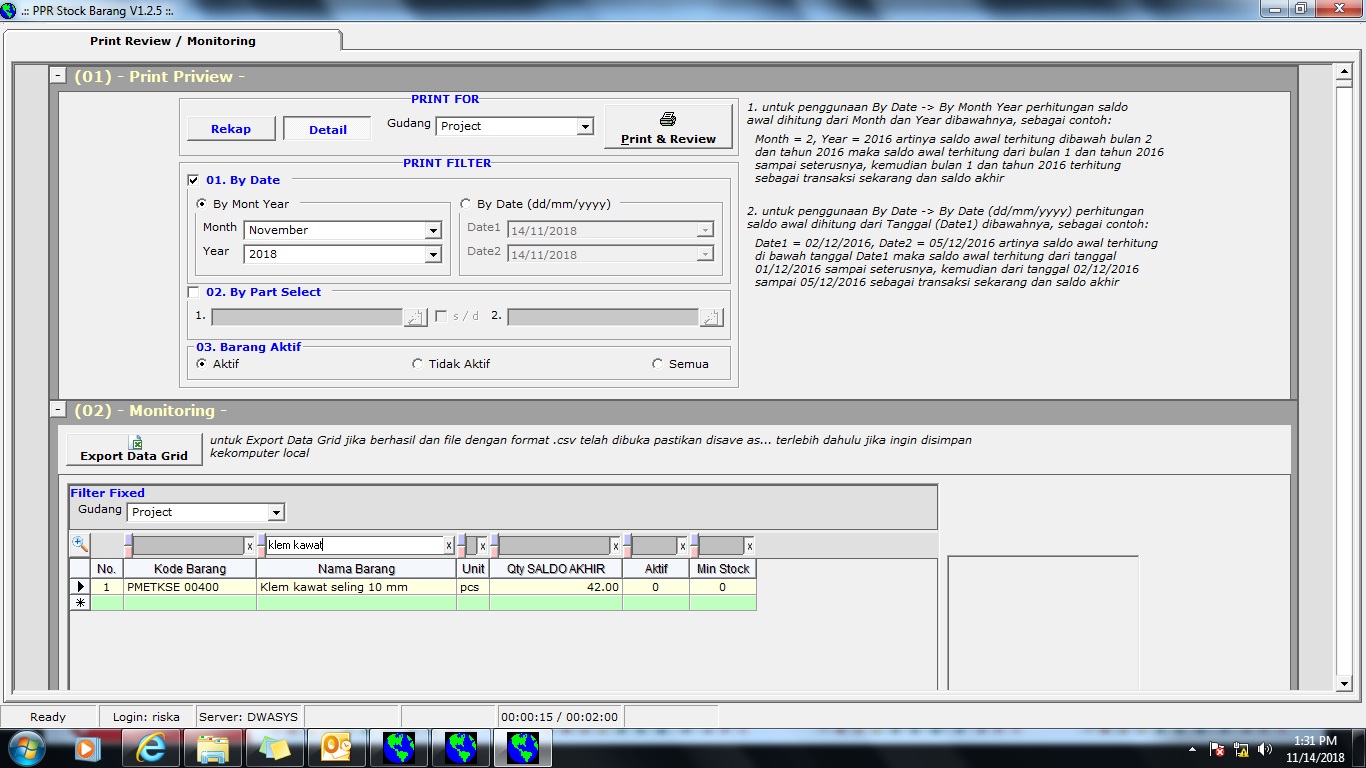 .:: PPR Stock Barang V1.2.5 ::.
Print Review / Monitoring
(01) - Print Priview -
PRINT FOR
Rekap
Detail
Gudang
Project
Print & Review
PRINT FILTER
01. By Date
By Mont Year
Month
November
Year
2018
By Date (dd/mm/yyyy)
Date1
14/11/2018
Date2
14/11/2018
02. By Part Select
1.
s / d
2.
03. Barang Aktif
Aktif
Tidak Aktif
Semua
1. untuk penggunaan By Date -> By Month Year perhitungan saldo
awal dihitung dari Month dan Year dibawahnya, sebagai contoh:
Month = 2, Year = 2016 artinya saldo awal terhitung dibawah bulan 2
dan tahun 2016 maka saldo awal terhitung dari bulan 1 dan tahun 2016
sampai seterusnya, kemudian bulan 1 dan tahun 2016 terhitung
sebagai transaksi sekarang dan saldo akhir
2. untuk penggunaan By Date -> By Date (dd/mm/yyyy) perhitungan
saldo awal dihitung dari Tanggal (Date1) dibawahnya, sebagai contoh:
Date1 = 02/12/2016, Date2 = 05/12/2016 artinya saldo awal terhitung
di bawah tanggal Date1 maka saldo awal terhitung dari tanggal
01/12/2016 sampai seterusnya, kemudian dari tanggal 02/12/2016
sampai 05/12/2016 sebagai transaksi sekarang dan saldo akhir
(02) - Monitoring -
Export Data Grid
untuk Export Data Grid jika berhasil dan file dengan format .csv telah dibuka pastikan disave as... terlebih dahulu jika ingin disimpan
kekomputer local
Filter Fixed
Gudang
Project
x klem kawat x x x x x
No. Kode Barang Nama Barang Unit Qty SALDO AKHIR Aktif Min Stock
1 PMETKSE 00400 Klem kawat seling 10 mm pcs 42.00 0 0
Ready Login: riska Server: DWASYS 00:00:15 / 00:02:00
1:31 PM
11/14/2018